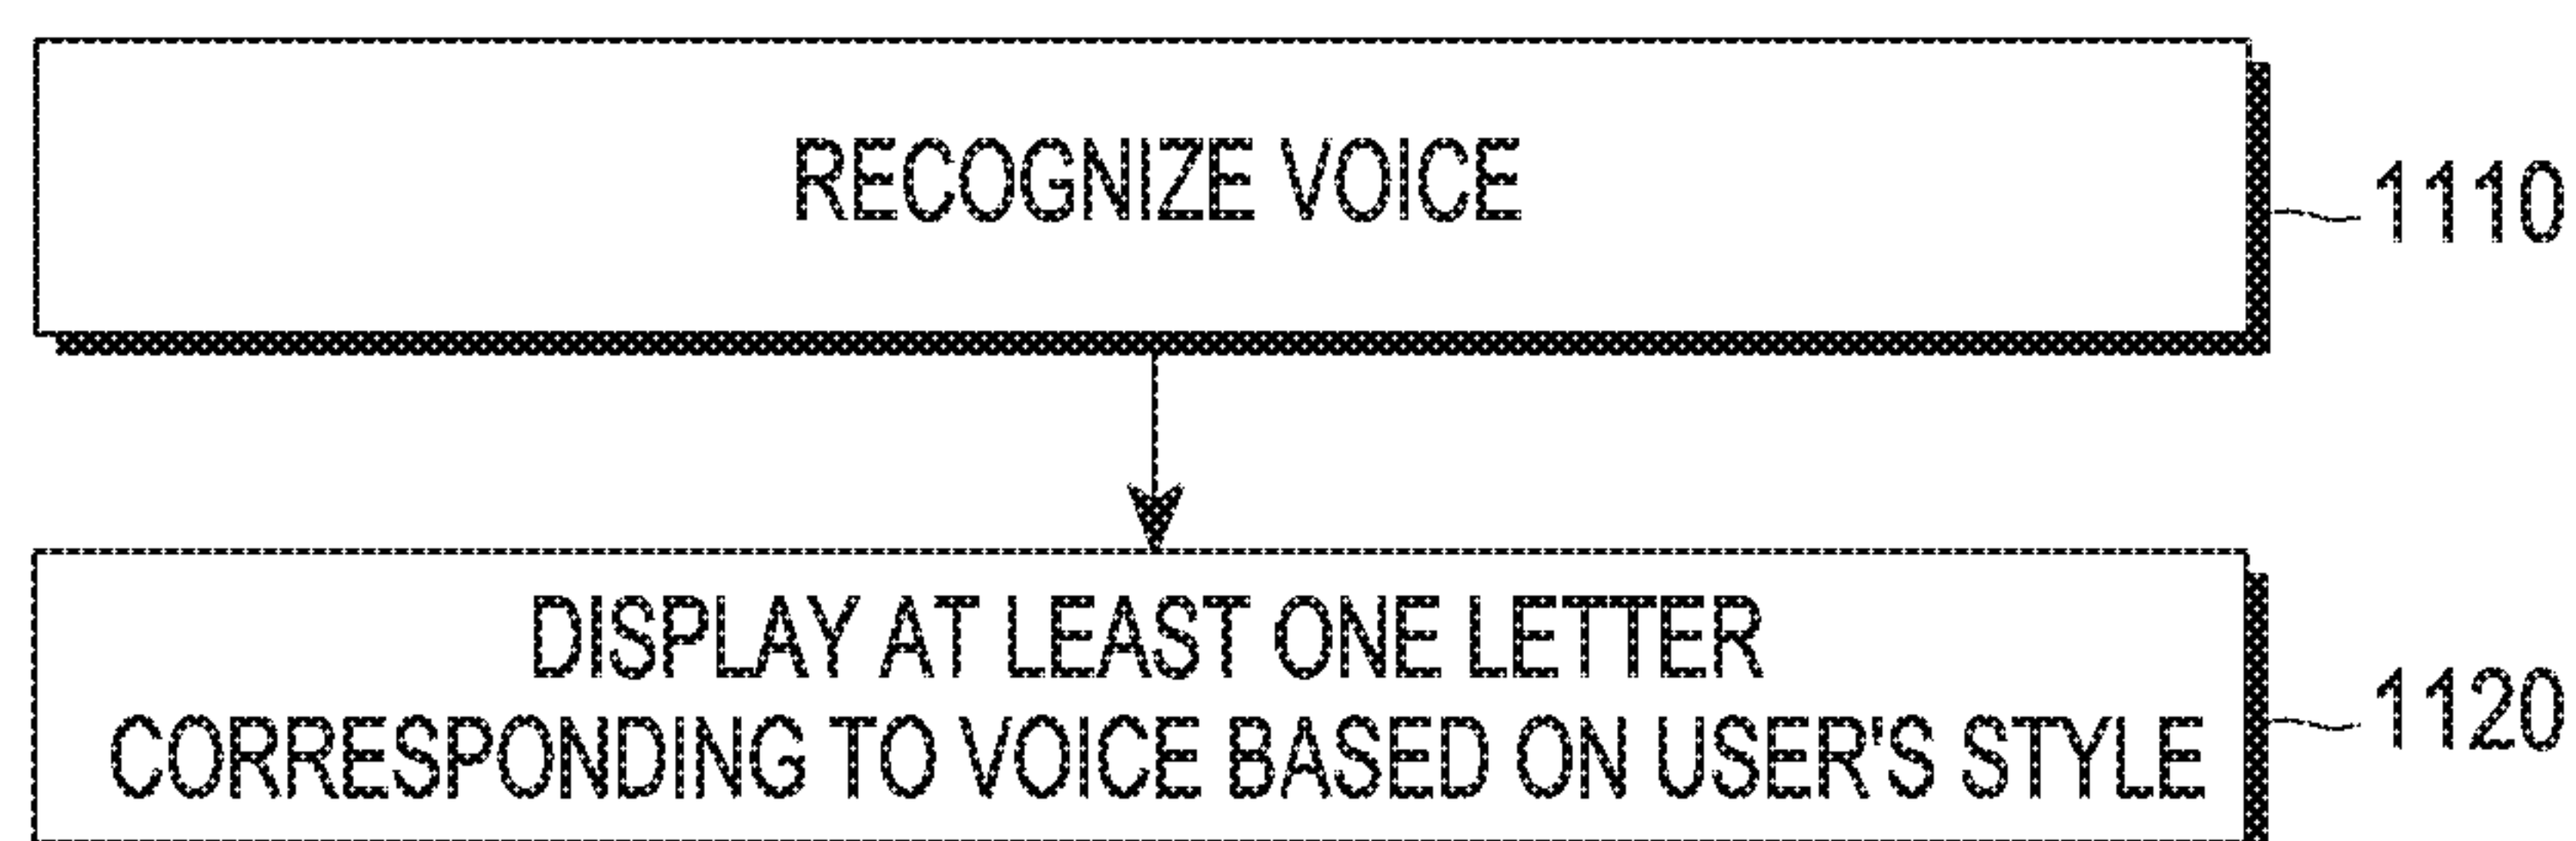 RECOGNIZE VOICE
1110
DISPLAY AT LEAST ONE LETTER
CORRESPONDING TO VOICE BASED ON USER'S STYLE
1120